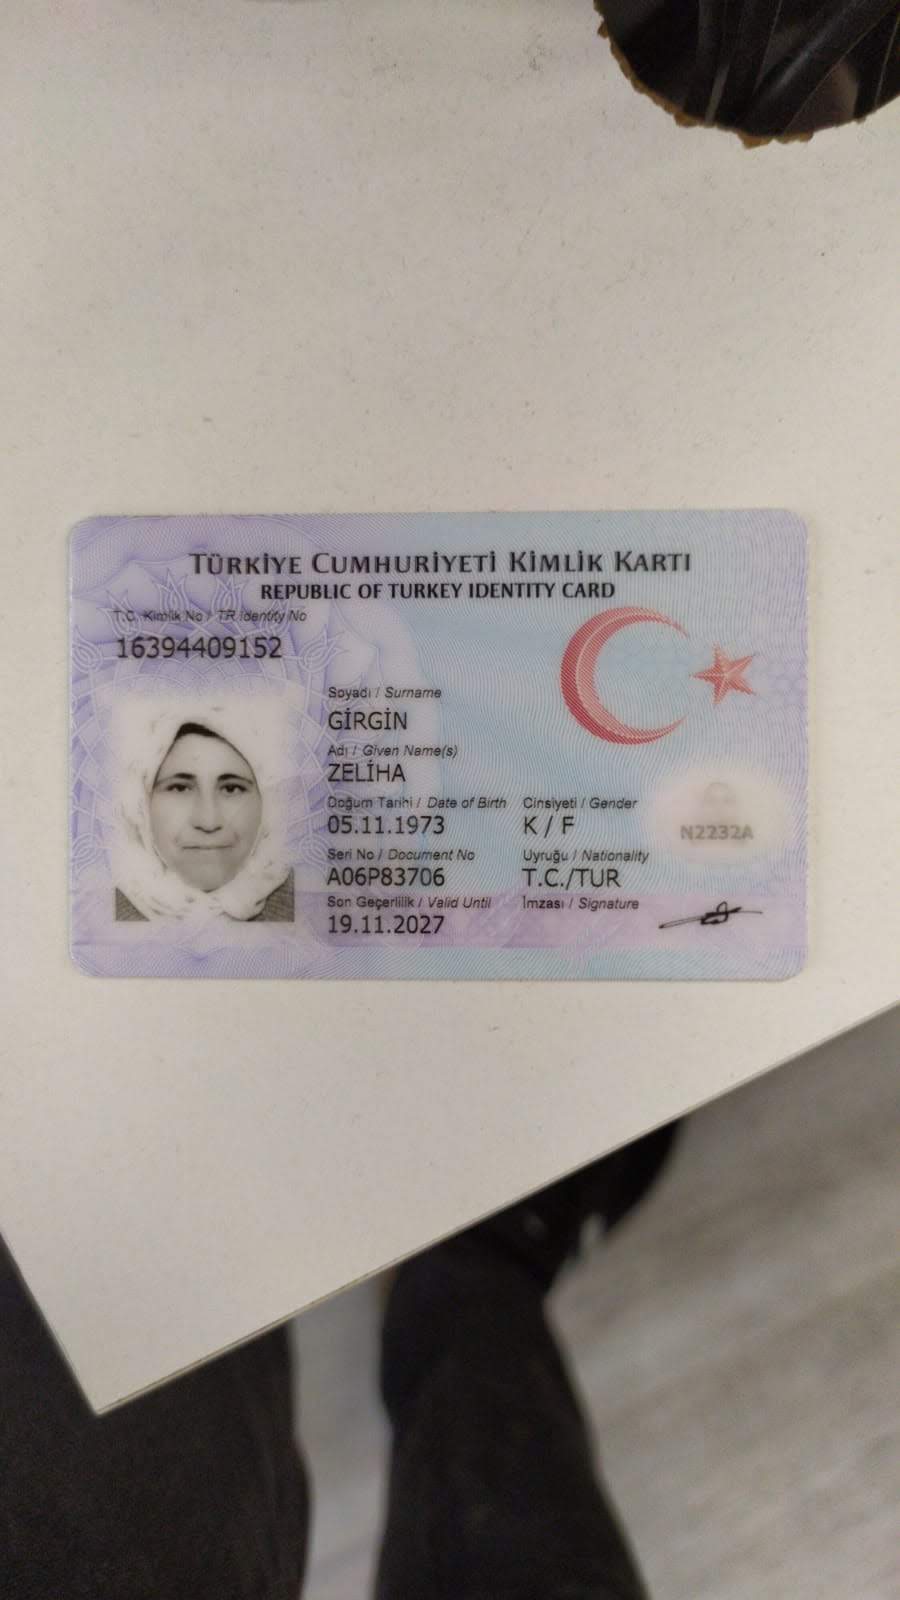 TÜRKİYE CUMHURİYETİ KİMLİK KARTI
REPUBLIC OF TURKEY IDENTITY CARD
T.C. Kimlik No / TR Identity No
16394409152
Soyadı / Surname
GİRGİN
Adı / Given Name(s)
ZELİHA
Doğum Tarihi / Date of Birth Cinsiyeti / Gender
05.11.1973 K / F
N2232A
Seri No / Document No Uyruğu / Nationality
A06P83706 T.C./TUR
Son Geçerlilik / Valid Until İmzası / Signature
19.11.2027